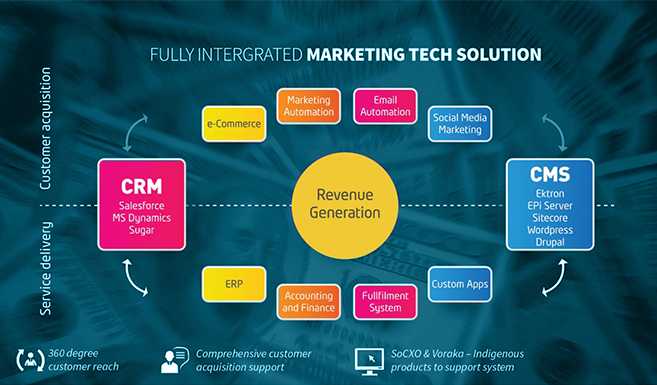 FULLY INTERGRATED MARKETING TECH SOLUTION
Customer acquisition
Service delivery
e-Commerce
Marketing
Automation
Email
Automation
Social Media
Marketing
CRM
Salesforce
MS Dynamics
Sugar
Revenue
Generation
CMS
Ektron
EPi Server
Sitecore
Wordpress
Drupal
ERP
Accounting
and Finance
Fullfilment
System
Custom Apps
360 degree
customer reach
Comprehensive customer
acquisition support
SoCXO & Voraka – Indigenous
products to support system